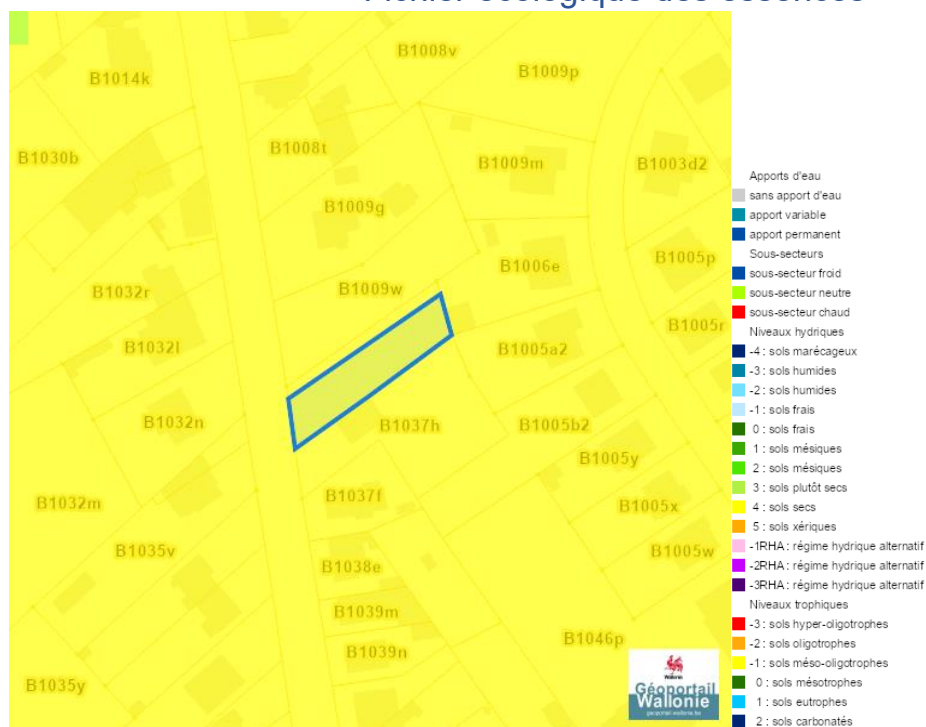 Fichier écologique des essences
B1008v
B1014k
B1009p
B1008t
B1030b
B1009m
B1003d2
B1009g
B1006e
B1005p
B1032r
B1009w
B1005r
B1032l
B1005a2
B1032n
B1037h
B1005b2
B1005y
B1032m
B1037f
B1005x
B1035v
B1005w
B1038e
B1039m
B1046p
B1039n
B1035y
Wallonie
Géoportail
Wallonie
geoportail.wallonie.be
Apports d'eau
sans apport d'eau
apport variable
apport permanent
Sous-secteurs
sous-secteur froid
sous-secteur neutre
sous-secteur chaud
Niveaux hydriques
-4 : sols marécageux
-3 : sols humides
-2 : sols humides
-1 : sols frais
0 : sols frais
1 : sols mésiques
2 : sols mésiques
3 : sols plutôt secs
4 : sols secs
5 : sols xériques
-1RHA : régime hydrique alternatif
-2RHA : régime hydrique alternatif
-3RHA : régime hydrique alternatif
Niveaux trophiques
-3 : sols hyper-oligotrophes
-2 : sols oligotrophes
-1 : sols méso-oligotrophes
0 : sols mésotrophes
1 : sols eutrophes
2 : sols carbonatés